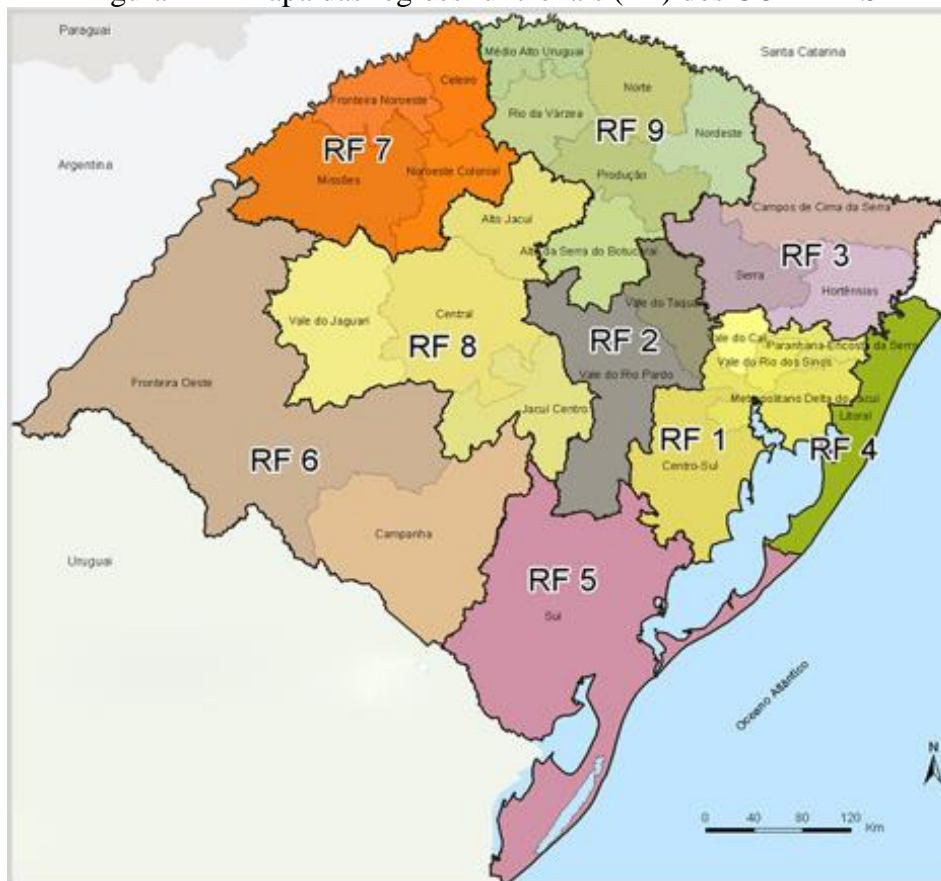 Paraguai
Santa Catarina
Argentina
Uruguai
Médio Alto Uruguai
Norte
Celeiro
Fronteira Noroeste
Rio da Várzea
RF 9
Nordeste
RF 7
Missões
Noroeste Colonial
Produção
Alto Jacuí
Alto da Serra do Botucaraí
Campos de Cima da Serra
RF 3
Serra
Hortênsias
Vale do Jaguari
Central
RF 8
RF 2
Vale do Taquari
Vale do Rio Pardo
Vale do Caí
Paranhana-Encosta da Serra
Vale do Rio dos Sinos
Metropolitano Delta do Jacuí
Litoral
Fronteira Oeste
Jacuí Centro
RF 6
RF 1
RF 4
Centro-Sul
Campanha
RF 5
Sul
Oceano Atlântico
N
0 40 80 120
Km